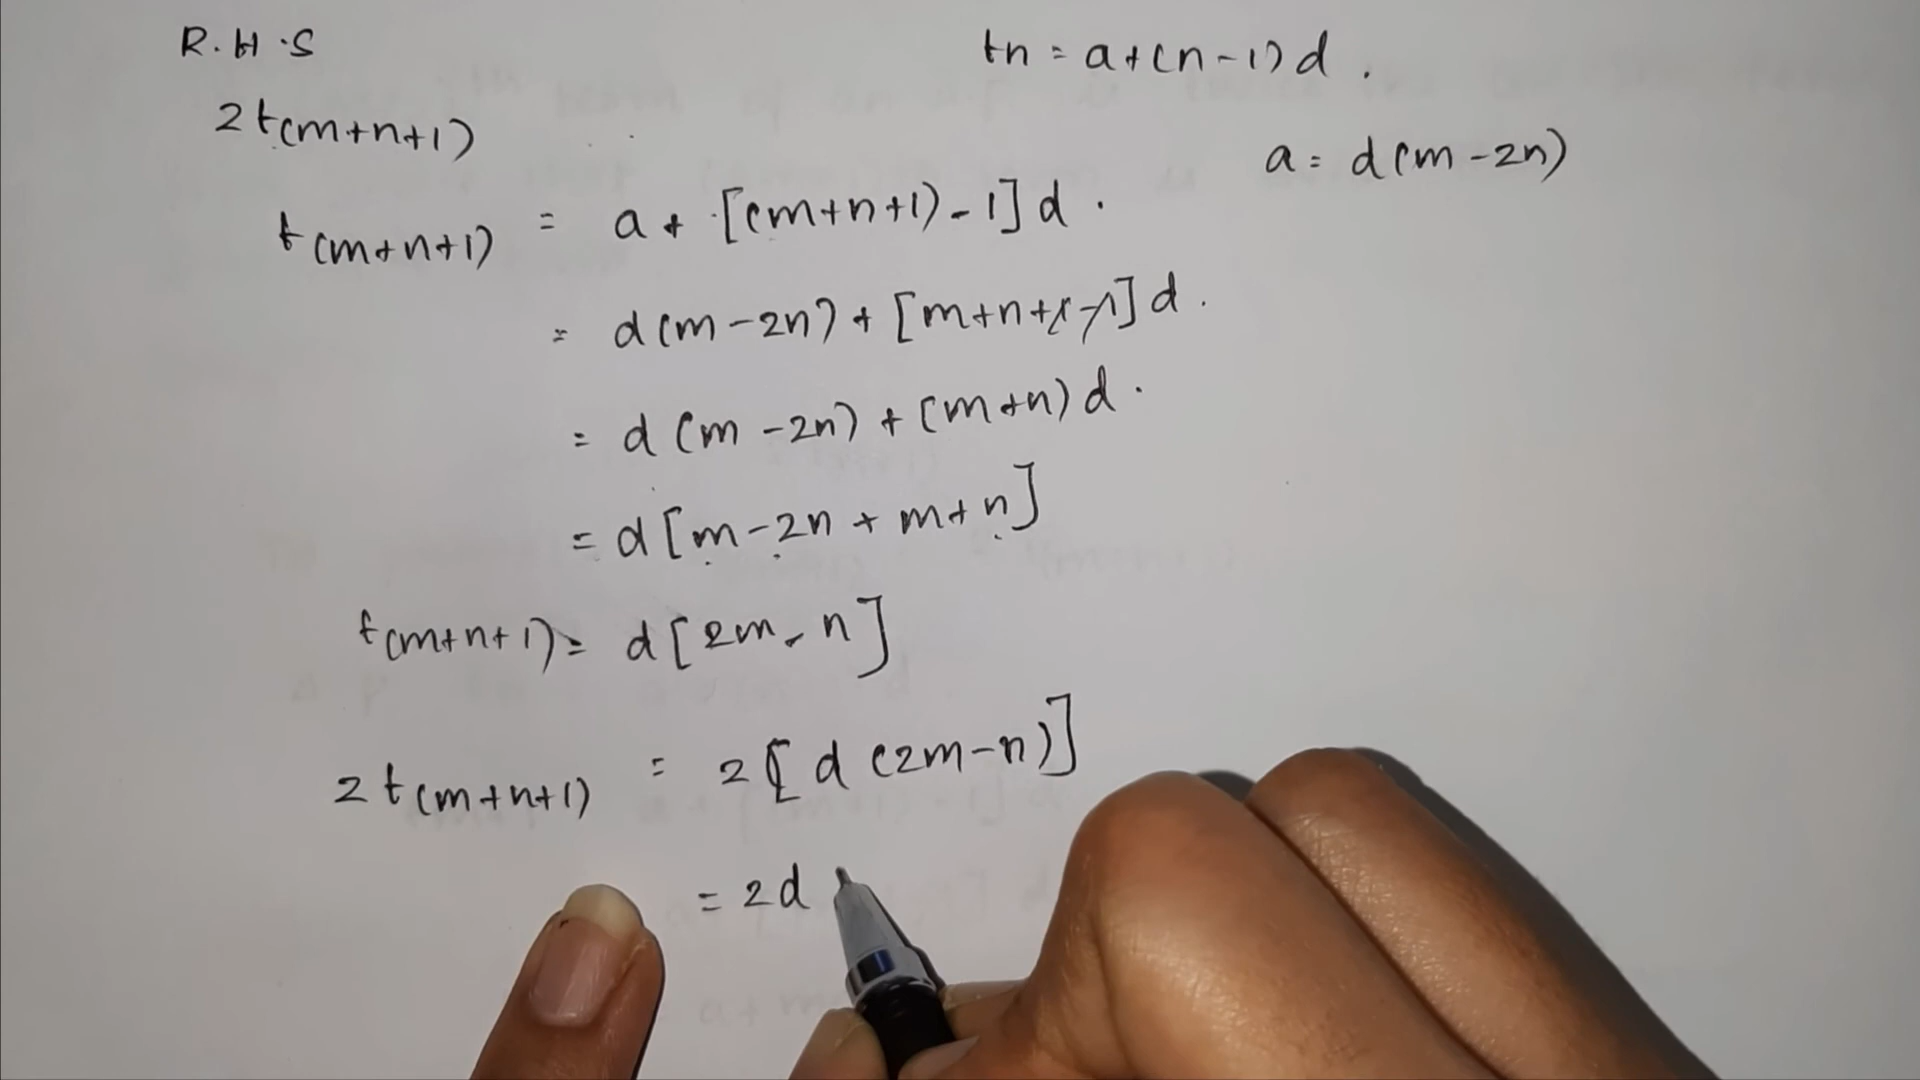 R.H.S
tn = a+(n-1)d.
2t(m+n+1)
a = d(m-2n)
t(m+n+1) = a + [(m+n+1)-1]d.
= d(m-2n) + [m+n+1-1]d.
= d(m-2n) + (m+n)d.
= d[m-2n + m+n]
t(m+n+1) = d[2m-n]
2t(m+n+1) = 2[d(2m-n)]
= 2d